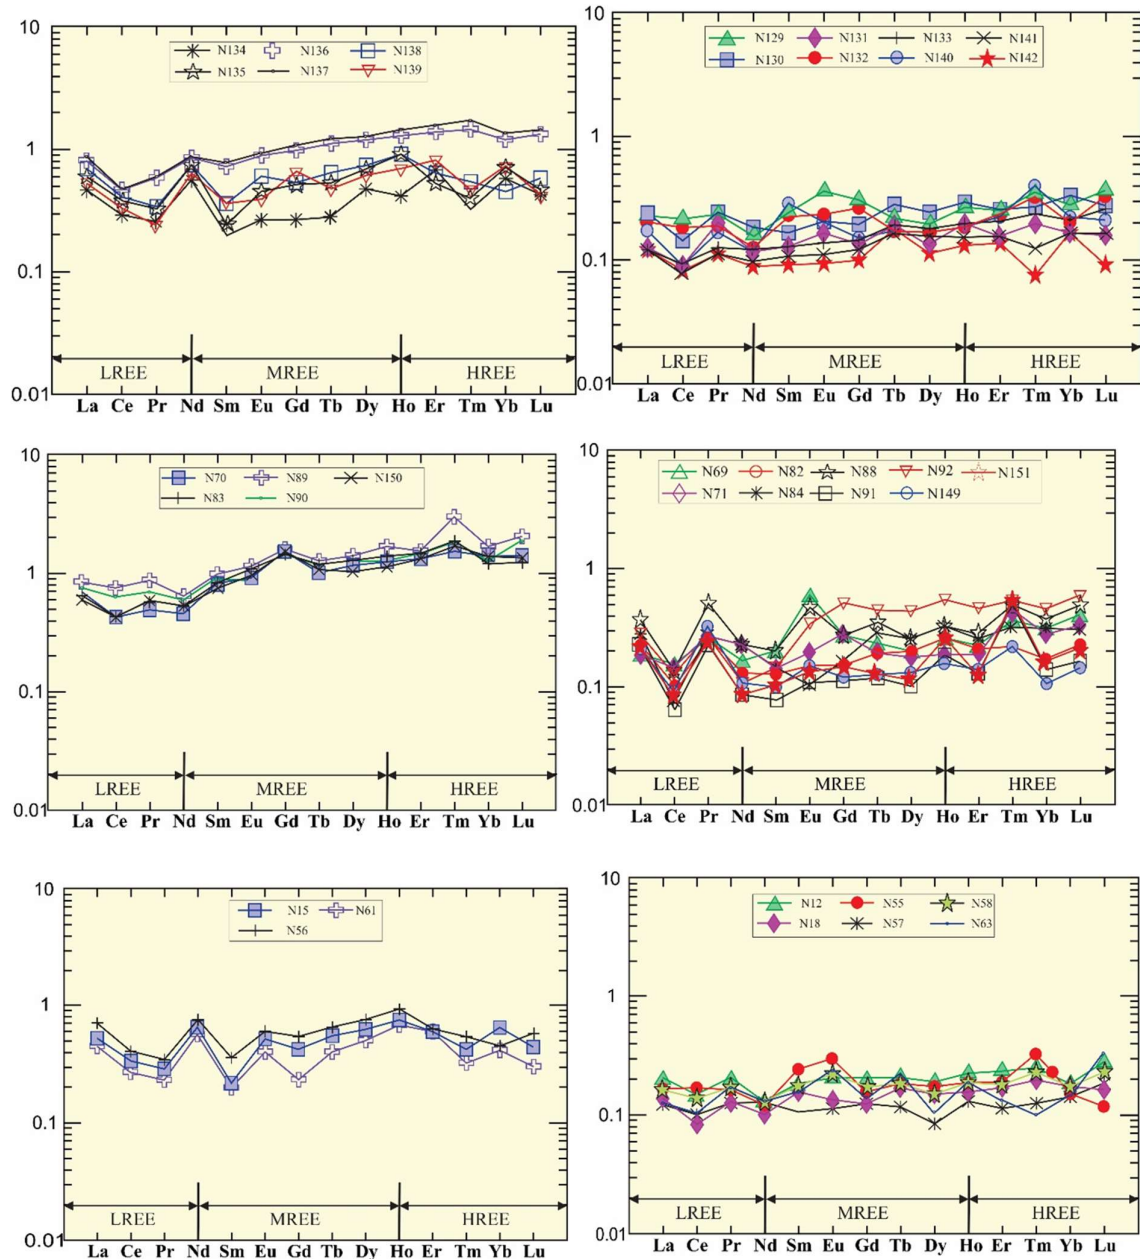 10
1
0.1
0.01
N134 N136 N138
N135 N137 N139
LREE MREE HREE
La Ce Pr Nd Sm Eu Gd Tb Dy Ho Er Tm Yb Lu
10
1
0.1
0.01
N129 N131 N133 N141
N130 N132 N140 N142
LREE MREE HREE
La Ce Pr Nd Sm Eu Gd Tb Dy Ho Er Tm Yb Lu
10
1
0.1
0.01
N70 N89 N150
N83 N90
LREE MREE HREE
La Ce Pr Nd Sm Eu Gd Tb Dy Ho Er Tm Yb Lu
10
1
0.1
0.01
N69 N82 N88 N92 N151
N71 N84 N91 N149
LREE MREE HREE
La Ce Pr Nd Sm Eu Gd Tb Dy Ho Er Tm Yb Lu
10
1
0.1
0.01
N15 N61
N56
LREE MREE HREE
La Ce Pr Nd Sm Eu Gd Tb Dy Ho Er Tm Yb Lu
10
1
0.1
0.01
N12 N55 N58
N18 N57 N63
LREE MREE HREE
La Ce Pr Nd Sm Eu Gd Tb Dy Ho Er Tm Yb Lu